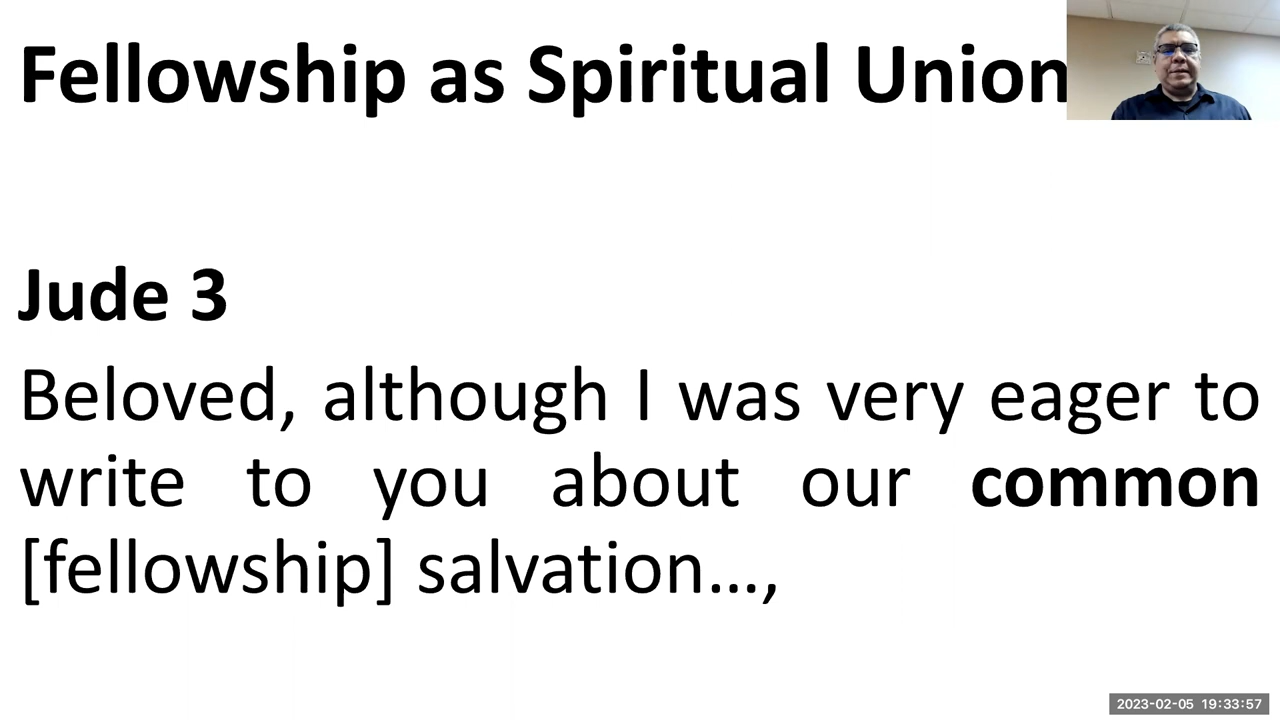 Fellowship as Spiritual Union
Jude 3
Beloved, although I was very eager to
write to you about our common
[fellowship] salvation…,
2023-02-05 19:33:57